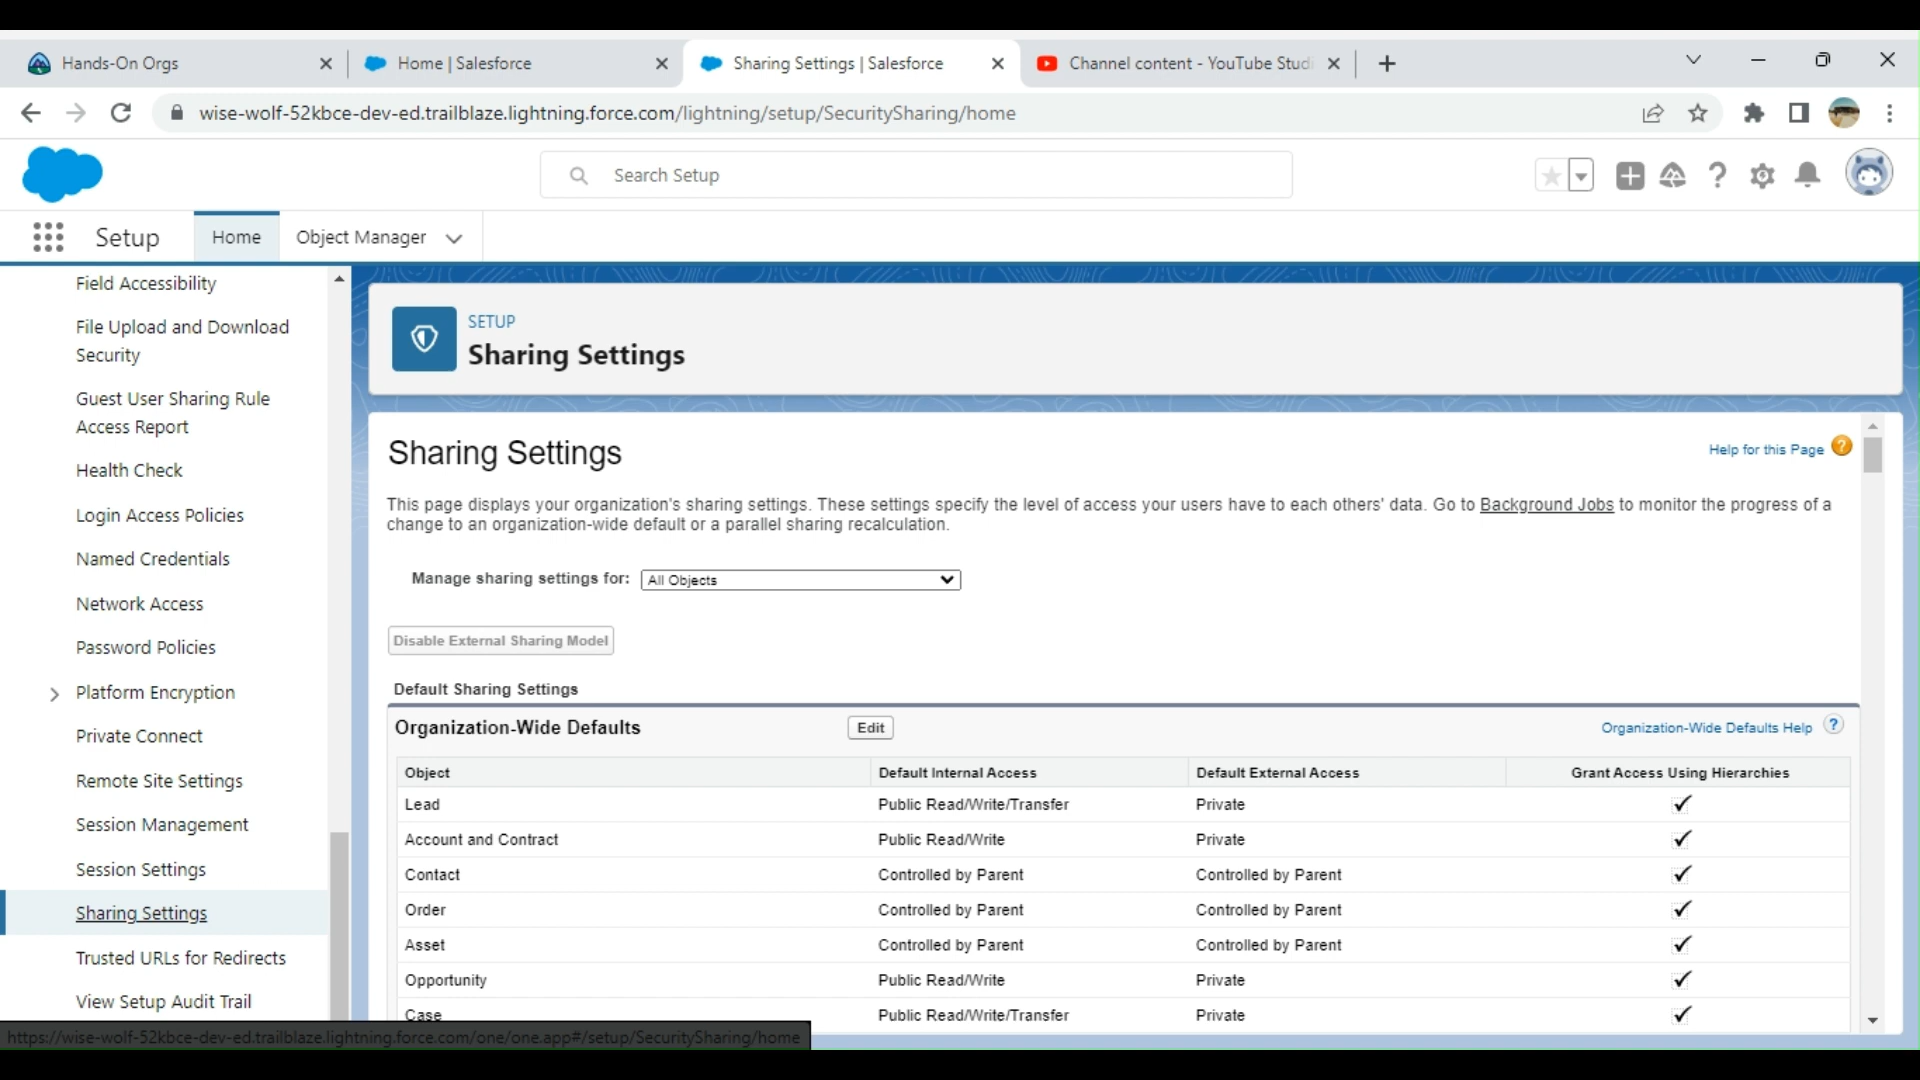 Hands-On Orgs
Home | Salesforce
Sharing Settings | Salesforce
Channel content - YouTube Studi
wise-wolf-52kbce-dev-ed.trailblaze.lightning.force.com/lightning/setup/SecuritySharing/home
Search Setup
Setup
Home
Object Manager
Field Accessibility
File Upload and Download
Security
Guest User Sharing Rule
Access Report
Health Check
Login Access Policies
Named Credentials
Network Access
Password Policies
Platform Encryption
Private Connect
Remote Site Settings
Session Management
Session Settings
Sharing Settings
Trusted URLs for Redirects
View Setup Audit Trail
https://wise-wolf-52kbce-dev-ed.trailblaze.lightning.force.com/one/one.app#/setup/SecuritySharing/home
SETUP
Sharing Settings
Sharing Settings
Help for this Page ?
This page displays your organization's sharing settings. These settings specify the level of access your users have to each others' data. Go to Background Jobs to monitor the progress of a
change to an organization-wide default or a parallel sharing recalculation.
Manage sharing settings for: All Objects
Disable External Sharing Model
Default Sharing Settings
Organization-Wide Defaults Edit Organization-Wide Defaults Help ?
Object Default Internal Access Default External Access Grant Access Using Hierarchies
Lead Public Read/Write/Transfer Private ✓
Account and Contract Public Read/Write Private ✓
Contact Controlled by Parent Controlled by Parent ✓
Order Controlled by Parent Controlled by Parent ✓
Asset Controlled by Parent Controlled by Parent ✓
Opportunity Public Read/Write Private ✓
Case Public Read/Write/Transfer Private ✓